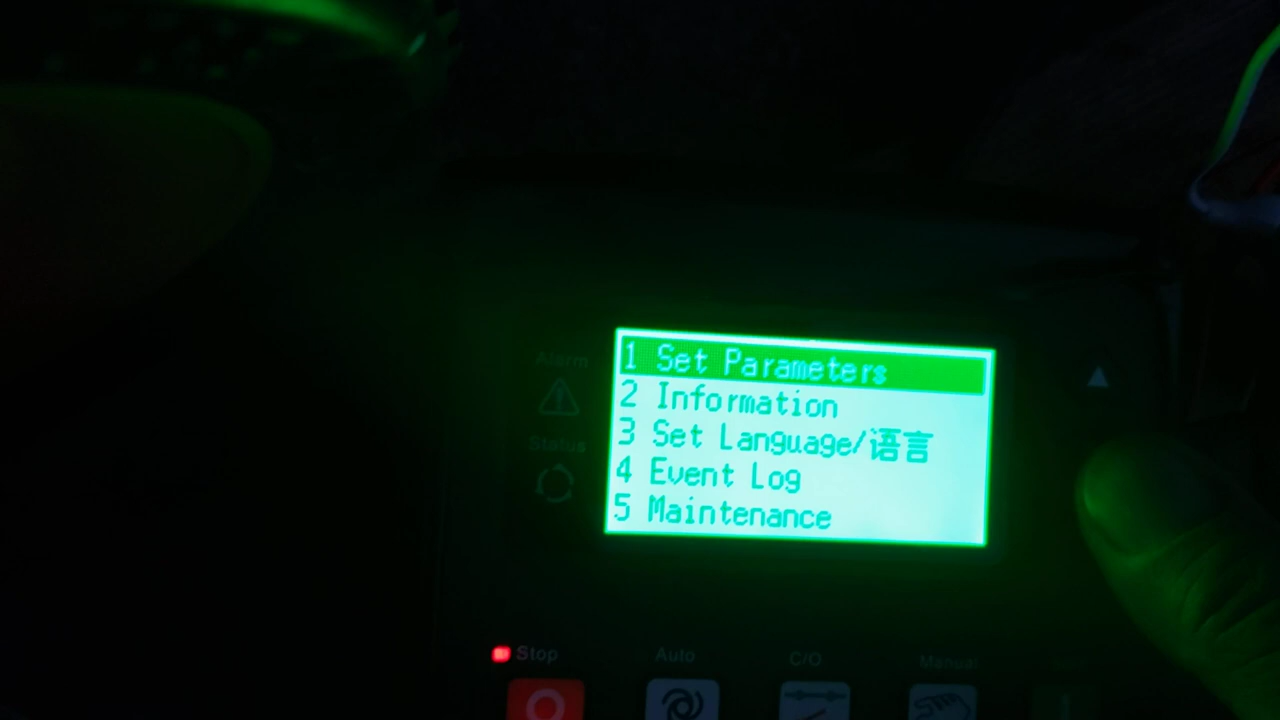 1 Set Parameters
2 Information
3 Set Language/语言
4 Event Log
5 Maintenance
Alarm
Status
Stop Auto C/O Manual